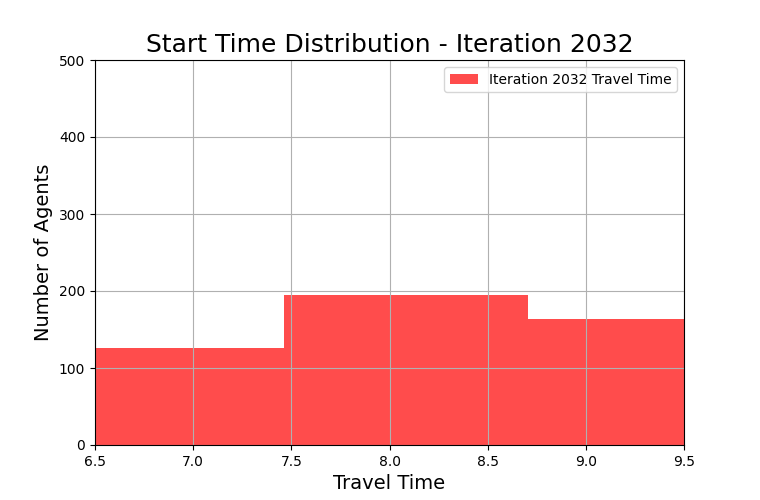 Start Time Distribution - Iteration 2032
Iteration 2032 Travel Time
Number of Agents
500
400
300
200
100
0
6.5 7.0 7.5 8.0 8.5 9.0 9.5
Travel Time